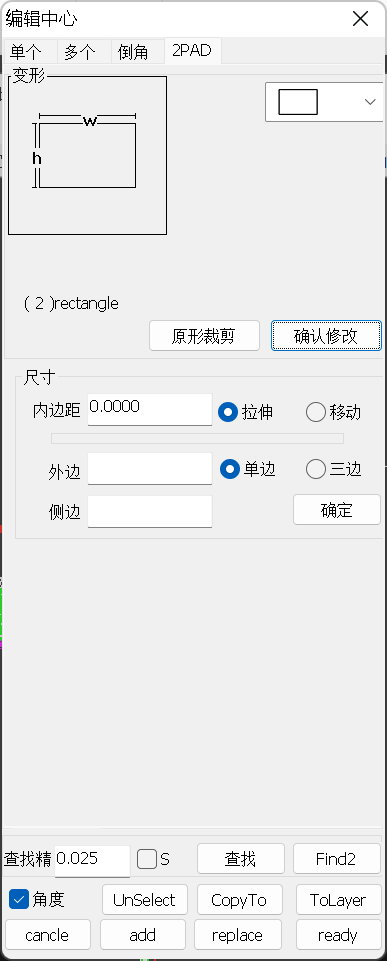 编辑中心
单个 多个 倒角 2PAD
变形
w
h
( 2 )rectangle
原形裁剪 确认修改
尺寸
内边距 0.0000 拉伸 移动
外边 单边 三边
侧边 确定
查找精 0.025 S 查找 Find2
角度 UnSelect CopyTo ToLayer
cancle add replace ready